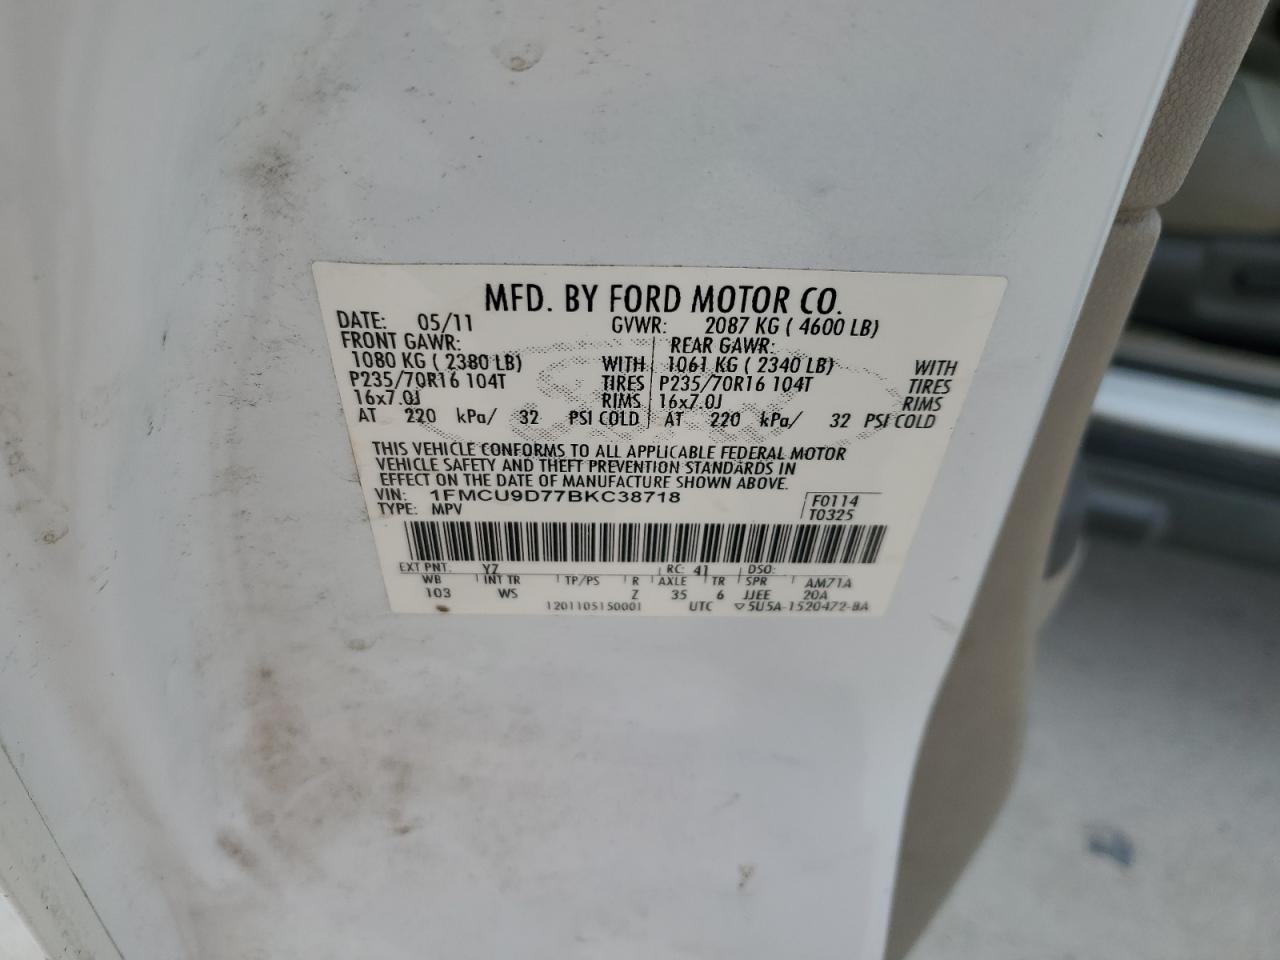 MFD. BY FORD MOTOR CO.
DATE: 05/11 GVWR: 2087 KG ( 4600 LB)
FRONT GAWR: REAR GAWR:
1080 KG ( 2380 LB) WITH 1061 KG ( 2340 LB) WITH
P235/70R16 104T TIRES P235/70R16 104T TIRES
16x7.0J RIMS 16x7.0J RIMS
AT 220 kPa/ 32 PSI COLD AT 220 kPa/ 32 PSI COLD
THIS VEHICLE CONFORMS TO ALL APPLICABLE FEDERAL MOTOR
VEHICLE SAFETY AND THEFT PREVENTION STANDARDS IN
EFFECT ON THE DATE OF MANUFACTURE SHOWN ABOVE.
VIN: 1FMCU9D77BKC38718 F0114
TYPE: MPV T0325
EXT PNT: YZ RC: 41 DSO:
WB INT TR TP/PS R AXLE TR SPR AM71A
103 WS Z 35 6 JJEE 20A
1201105150001 UTC ▽5U5A-1520472-BA